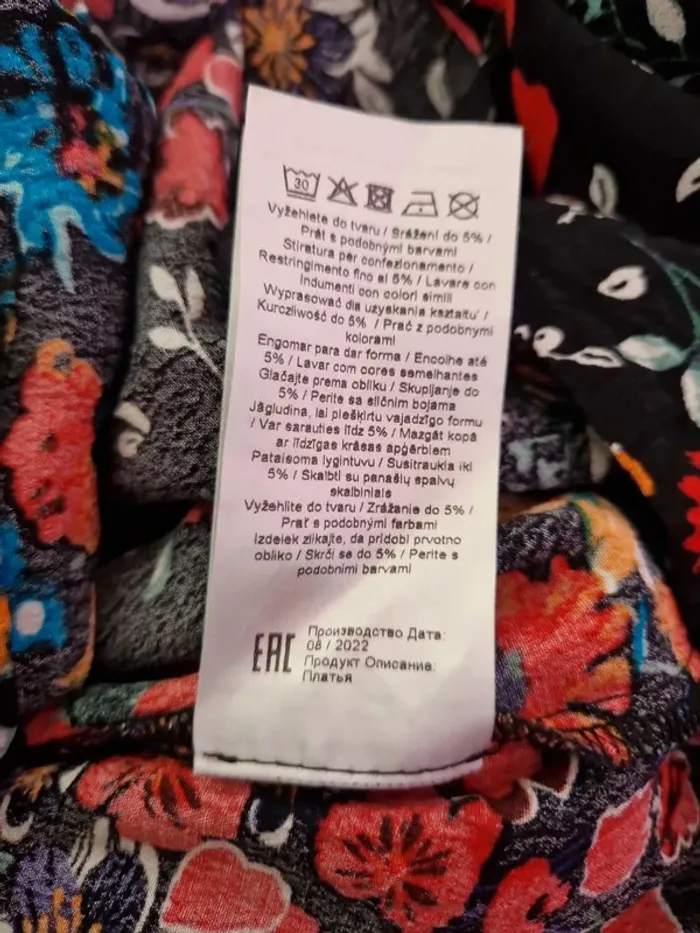 30
Vyžehlete do tvaru / Srážení do 5% /
Prát s podobnými barvami
Stiratura per confezionamento /
Restringimento fino al 5% / Lavare con
indumenti con colori simili
Wyprasować dla uzyskania kształtu /
Kurczliwość do 5% / Prać z podobnymi
kolorami
Engomar para dar forma / Encolhe até
5% / Lavar com cores semelhantes
Glačajte prema obliku / Skupljanje do
5% / Perite sa sličnim bojama
Jāgludina, lai piešķirtu vajadzīgo formu
/ Var sarauties līdz 5% / Mazgāt kopā
ar līdzīgas krāsas apģērbiem
Pataisoma lygintuvu / Susitraukia iki
5% / Skalbti su panašių spalvų
skalbiniais
Vyžehlite do tvaru / Zrážanie do 5% /
Prať s podobnými farbami
Izdelek zlikajte, da pridobi prvotno
obliko / Skrči se do 5% / Perite s
podobnimi barvami
EAC
Производство Дата:
08 / 2022
Продукт Описание:
Платья